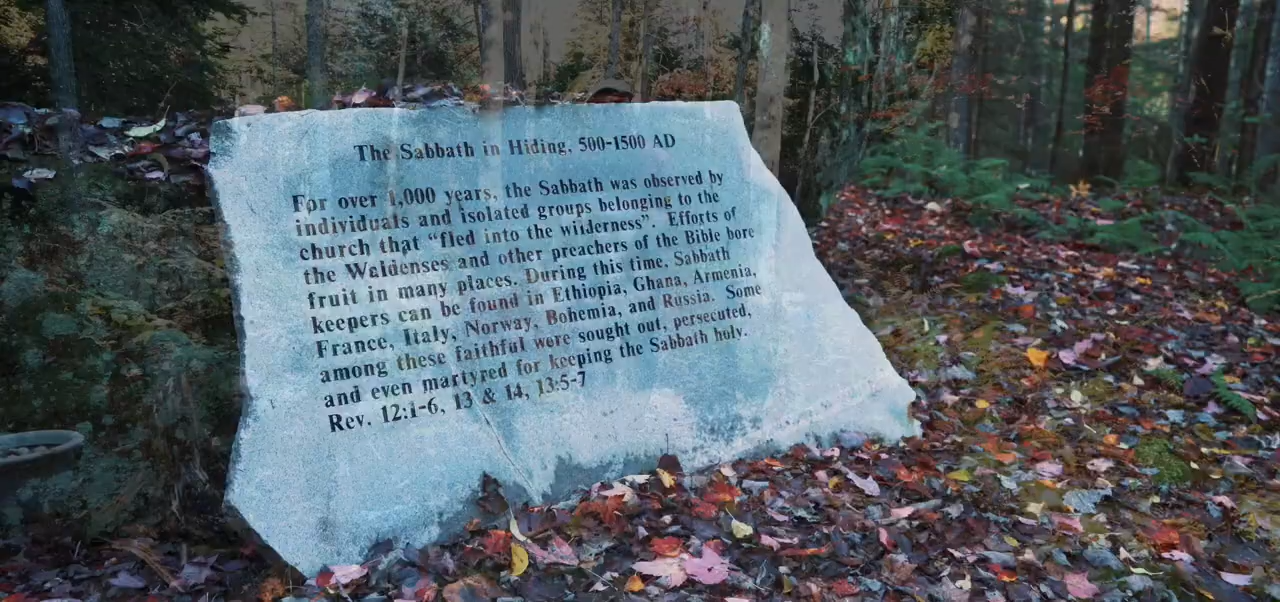 The Sabbath in Hiding, 500-1500 AD
For over 1,000 years, the Sabbath was observed by
individuals and isolated groups belonging to the
church that “fled into the wilderness”. Efforts of
the Waldenses and other preachers of the Bible bore
fruit in many places. During this time, Sabbath
keepers can be found in Ethiopia, Ghana, Armenia,
France, Italy, Norway, Bohemia, and Russia. Some
among these faithful were sought out, persecuted,
and even martyred for keeping the Sabbath holy.
Rev. 12:1-6, 13 & 14, 13:5-7